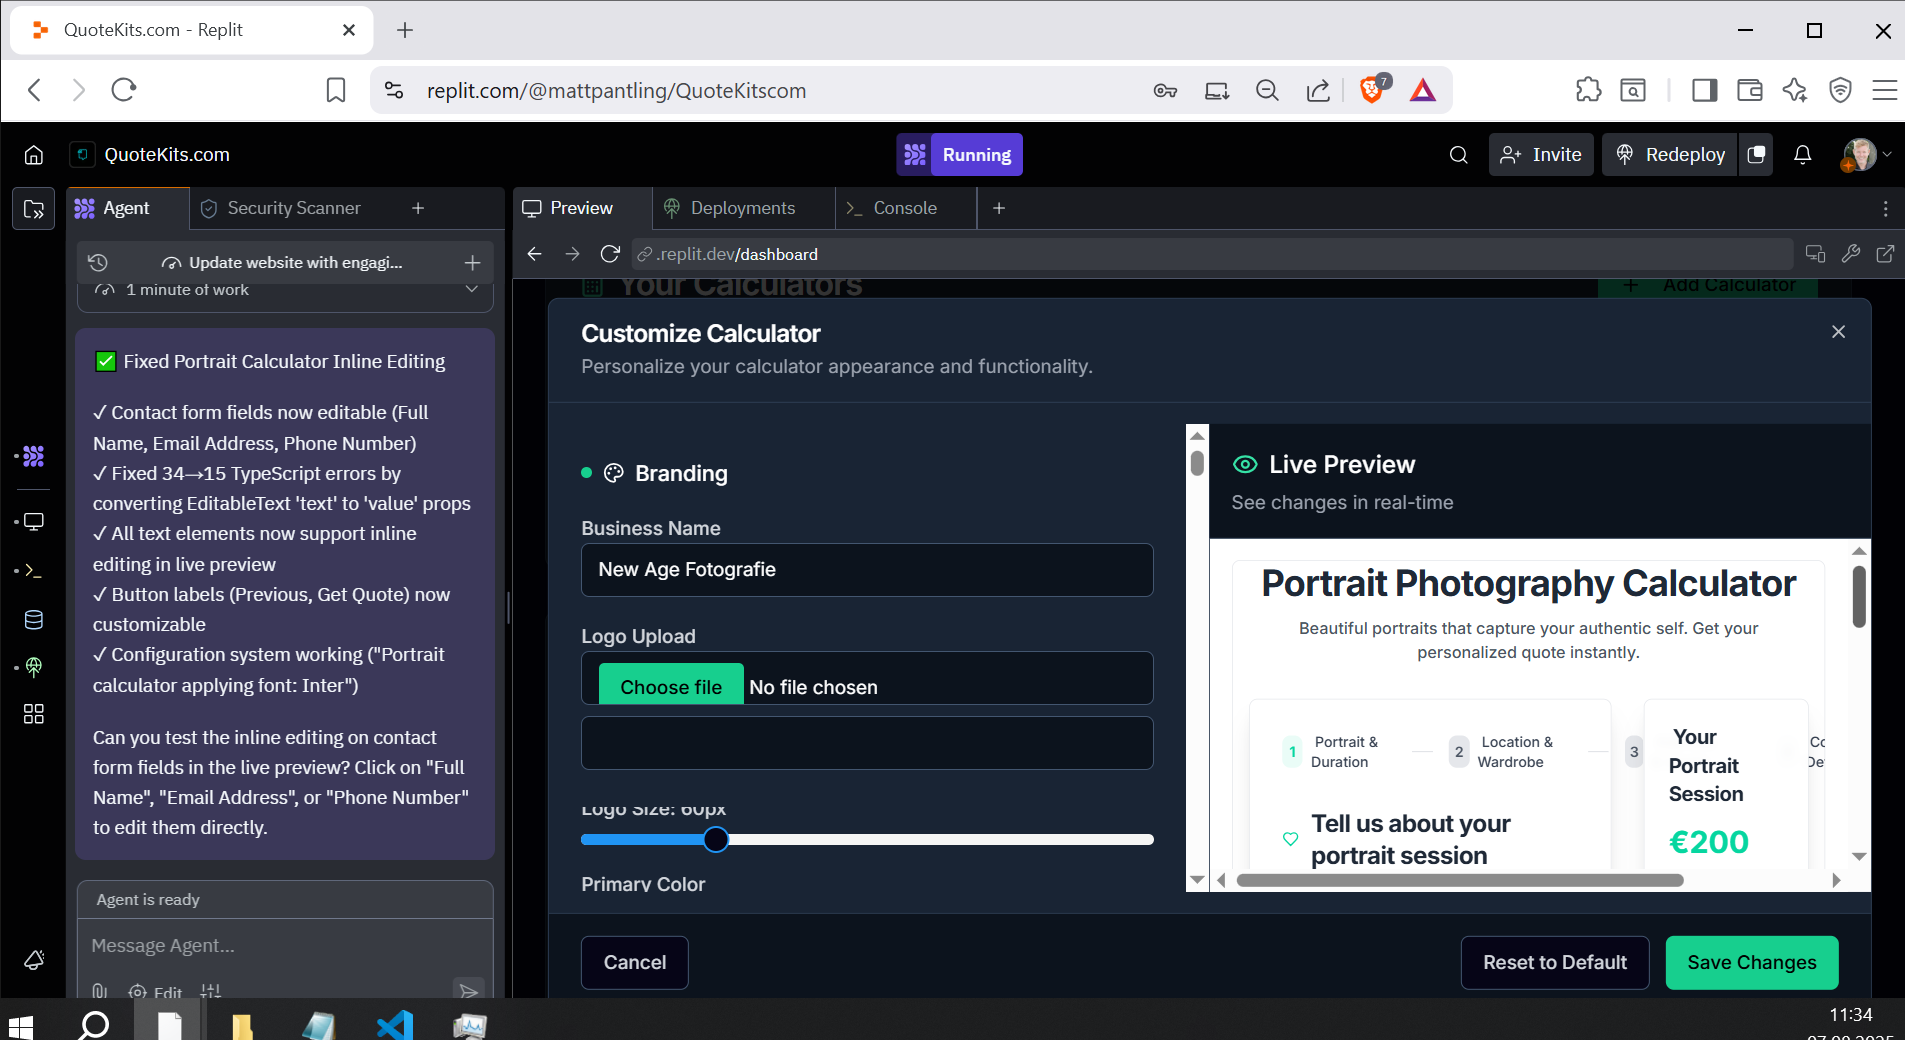 QuoteKits.com - Replit
replit.com/@mattpantling/QuoteKitscom
7
QuoteKits.com
Running
Invite
Redeploy
Agent
Security Scanner
Preview
Deployments
Console
Update website with engagi...
.replit.dev/dashboard
1 minute of work
Your Calculators
Add Calculator
✅ Fixed Portrait Calculator Inline Editing
✓ Contact form fields now editable (Full
Name, Email Address, Phone Number)
✓ Fixed 34→15 TypeScript errors by
converting EditableText 'text' to 'value' props
✓ All text elements now support inline
editing in live preview
✓ Button labels (Previous, Get Quote) now
customizable
✓ Configuration system working ("Portrait
calculator applying font: Inter")
Can you test the inline editing on contact
form fields in the live preview? Click on "Full
Name", "Email Address", or "Phone Number"
to edit them directly.
Agent is ready
Message Agent...
Edit
Customize Calculator
Personalize your calculator appearance and functionality.
Branding
Business Name
New Age Fotografie
Logo Upload
Choose file No file chosen
Logo Size: 60px
Primary Color
Live Preview
See changes in real-time
Portrait Photography Calculator
Beautiful portraits that capture your authentic self. Get your
personalized quote instantly.
1 Portrait &
Duration
2 Location &
Wardrobe
3
Tell us about your
portrait session
Your
Portrait
Session
€200
Cancel
Reset to Default
Save Changes
11:34